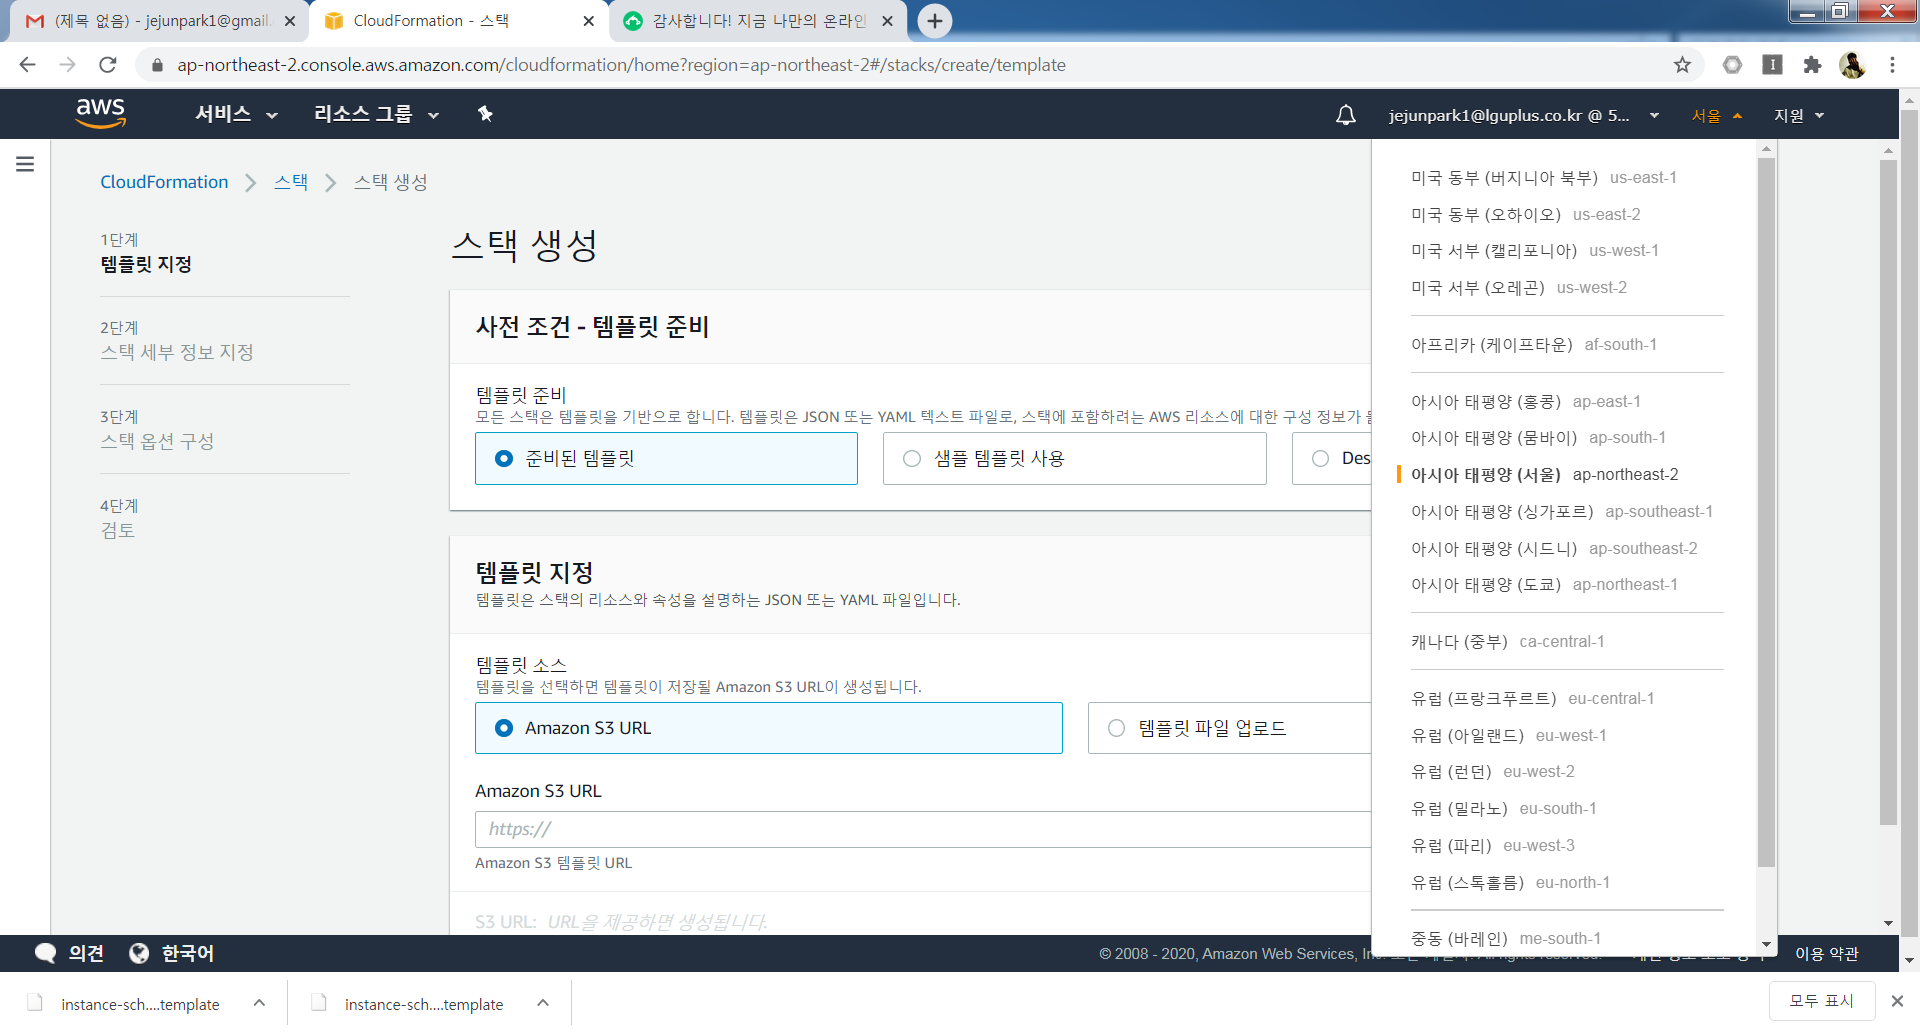 (제목 없음) - jejunpark1@gmail.
CloudFormation - 스택
감사합니다! 지금 나만의 온라인
ap-northeast-2.console.aws.amazon.com/cloudformation/home?region=ap-northeast-2#/stacks/create/template
aws
서비스
리소스 그룹
jejunpark1@lguplus.co.kr @ 5...
서울
지원
CloudFormation
스택
스택 생성
1단계
템플릿 지정
2단계
스택 세부 정보 지정
3단계
스택 옵션 구성
4단계
검토
스택 생성
사전 조건 - 템플릿 준비
템플릿 준비
모든 스택은 템플릿을 기반으로 합니다. 템플릿은 JSON 또는 YAML 텍스트 파일로, 스택에 포함하려는 AWS 리소스에 대한 구성 정보가
준비된 템플릿
샘플 템플릿 사용
Des
템플릿 지정
템플릿은 스택의 리소스와 속성을 설명하는 JSON 또는 YAML 파일입니다.
템플릿 소스
템플릿을 선택하면 템플릿이 저장될 Amazon S3 URL이 생성됩니다.
Amazon S3 URL
템플릿 파일 업로드
Amazon S3 URL
https://
Amazon S3 템플릿 URL
S3 URL: URL을 제공하면 생성됩니다.
미국 동부 (버지니아 북부) us-east-1
미국 동부 (오하이오) us-east-2
미국 서부 (캘리포니아) us-west-1
미국 서부 (오레곤) us-west-2
아프리카 (케이프타운) af-south-1
아시아 태평양 (홍콩) ap-east-1
아시아 태평양 (뭄바이) ap-south-1
아시아 태평양 (서울) ap-northeast-2
아시아 태평양 (싱가포르) ap-southeast-1
아시아 태평양 (시드니) ap-southeast-2
아시아 태평양 (도쿄) ap-northeast-1
캐나다 (중부) ca-central-1
유럽 (프랑크푸르트) eu-central-1
유럽 (아일랜드) eu-west-1
유럽 (런던) eu-west-2
유럽 (밀라노) eu-south-1
유럽 (파리) eu-west-3
유럽 (스톡홀름) eu-north-1
중동 (바레인) me-south-1
의견
한국어
© 2008 - 2020, Amazon Web Services, Inc.
이용 약관
instance-sch....template
instance-sch....template
모두 표시